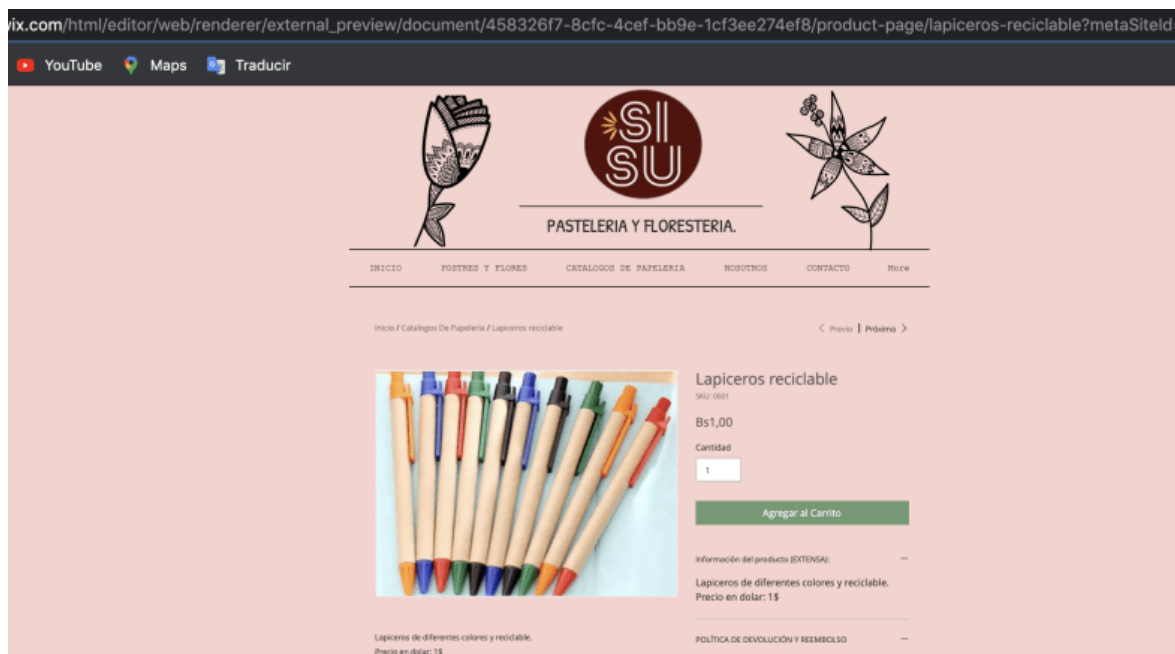 vix.com/html/editor/web/renderer/external_preview/document/458326f7-8cfc-4cef-bb9e-1cf3ee274ef8/product-page/lapiceros-reciclable?metaSiteId=
YouTube Maps Traducir
SI
SU
PASTELERIA Y FLORESTERIA.
INICIO POSTRES Y FLORES CATALOGOS DE PAPELERIA NOSOTROS CONTACTO More
Inicio / Catalogos De Papeleria / Lapiceros reciclable
< Previo | Próximo >
Lapiceros reciclable
SKU: 0001
Bs1,00
Cantidad
1
Agregar al Carrito
Información del producto (EXTENSA): —
Lapiceros de diferentes colores y reciclable.
Precio en dolar: 1$
POLÍTICA DE DEVOLUCIÓN Y REEMBOLSO —
Lapiceros de diferentes colores y reciclable.
Precio en dolar: 1$